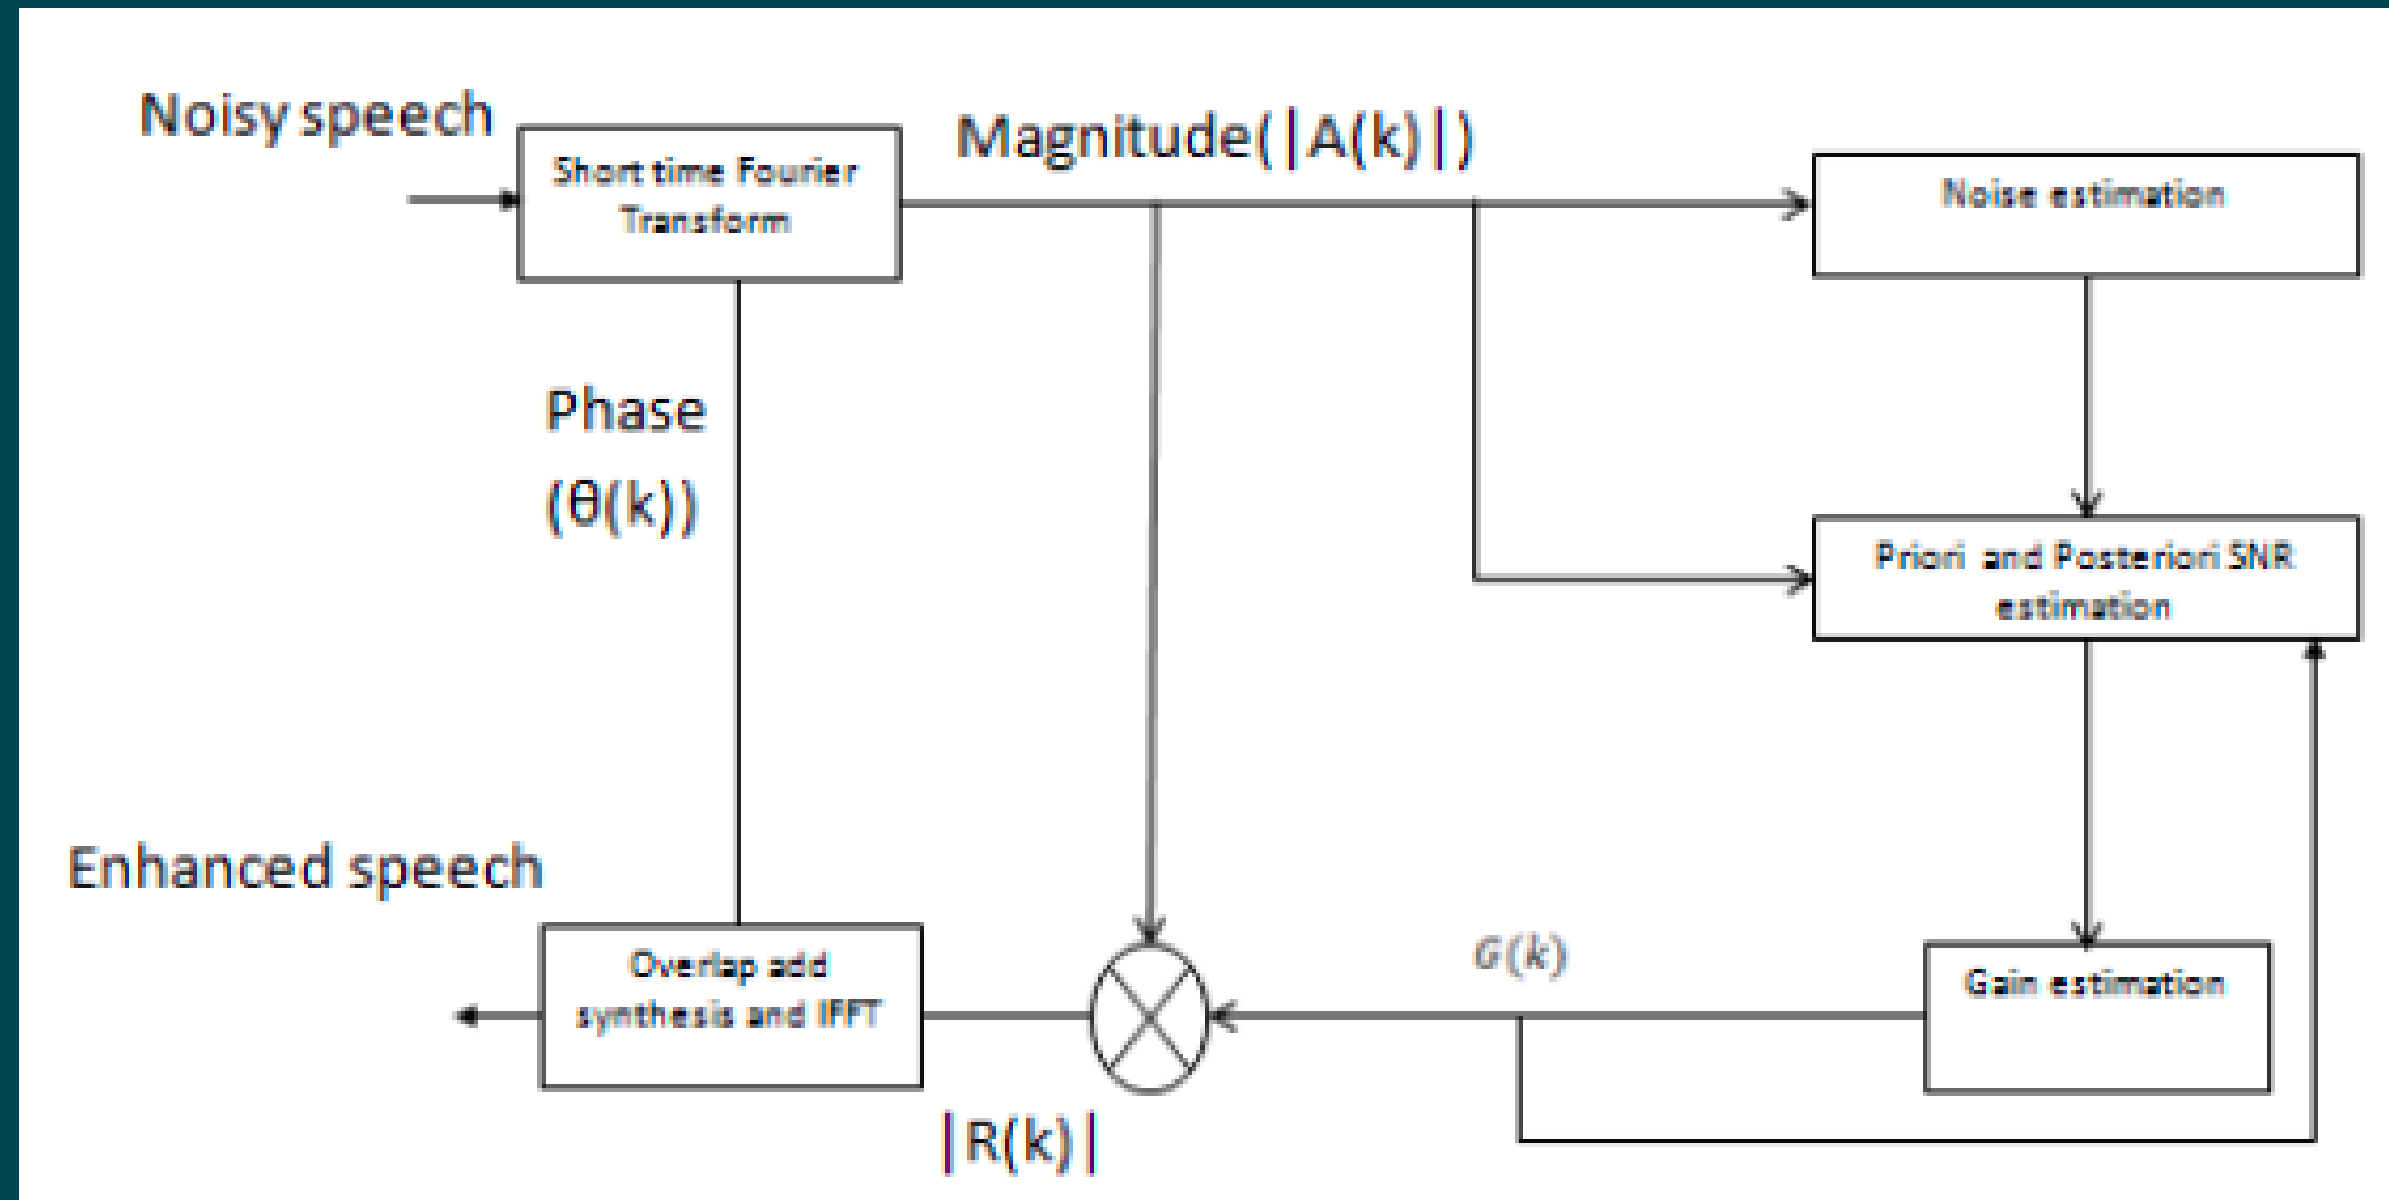 Noisy speech
Short time Fourier
Transform
Magnitude(|A(k)|)
Noise estimation
Phase
(θ(k))
Priori and Posteriori SNR
estimation
Enhanced speech
Overlap add
synthesis and IFFT
G(k)
Gain estimation
|R(k)|